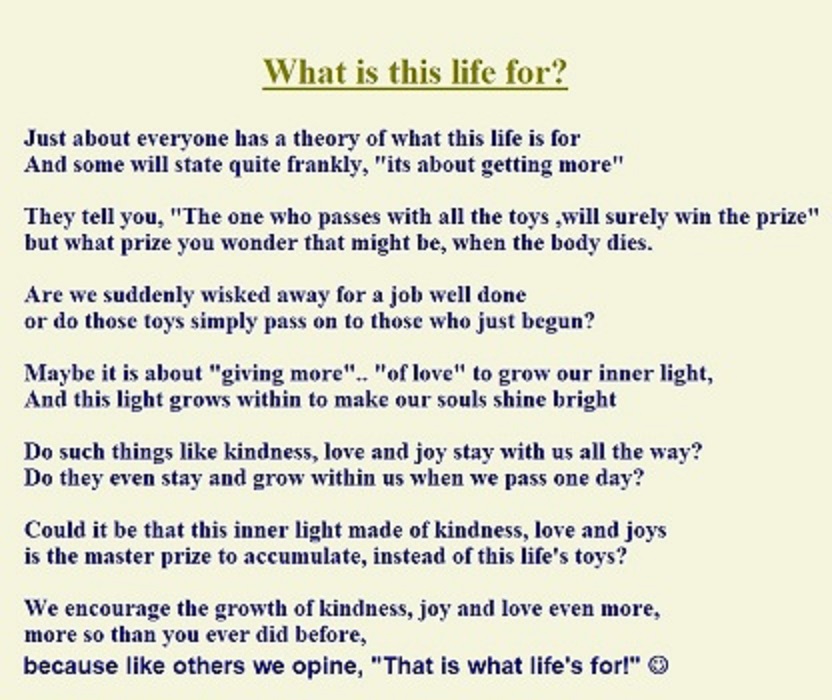 What is this life for?
Just about everyone has a theory of what this life is for
And some will state quite frankly, "its about getting more"
They tell you, "The one who passes with all the toys ,will surely win the prize"
but what prize you wonder that might be, when the body dies.
Are we suddenly wisked away for a job well done
or do those toys simply pass on to those who just begun?
Maybe it is about "giving more".. "of love" to grow our inner light,
And this light grows within to make our souls shine bright
Do such things like kindness, love and joy stay with us all the way?
Do they even stay and grow within us when we pass one day?
Could it be that this inner light made of kindness, love and joys
is the master prize to accumulate, instead of this life's toys?
We encourage the growth of kindness, joy and love even more,
more so than you ever did before,
because like others we opine, "That is what life's for!" ☺